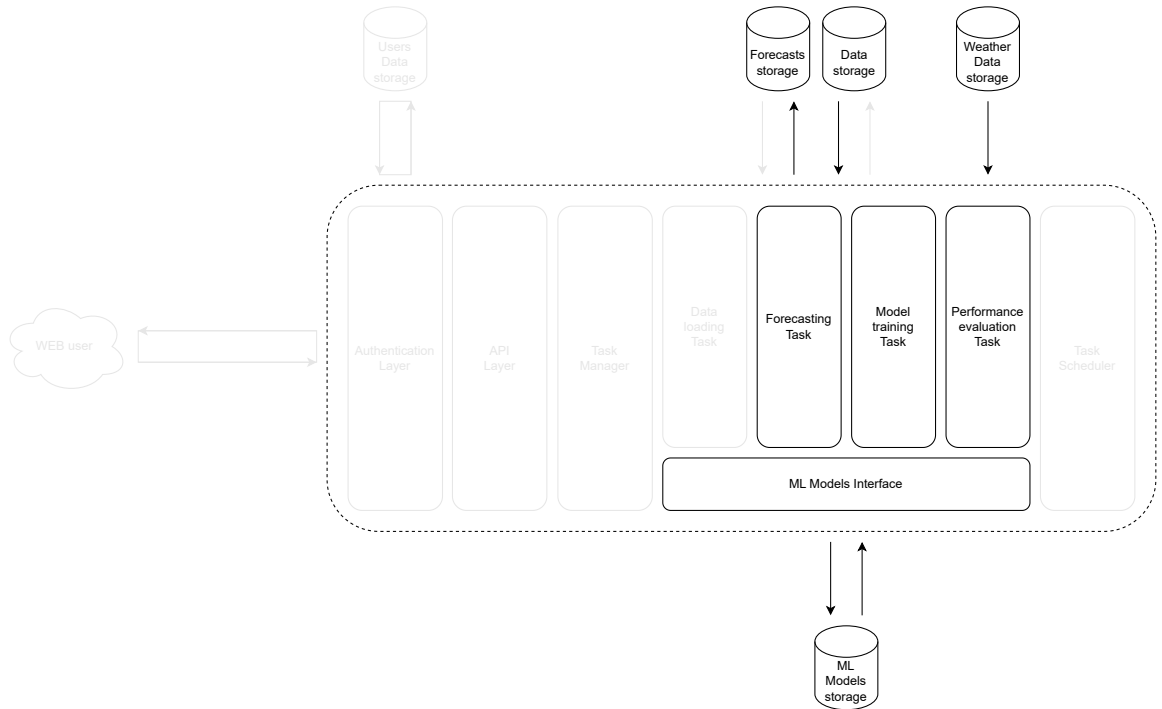 Users
Data
storage
Forecasts
storage
Data
storage
Weather
Data
storage
WEB user
Authentication
Layer
API
Layer
Task
Manager
Data
loading
Task
Forecasting
Task
Model
training
Task
Performance
evaluation
Task
Task
Scheduler
ML Models Interface
ML
Models
storage